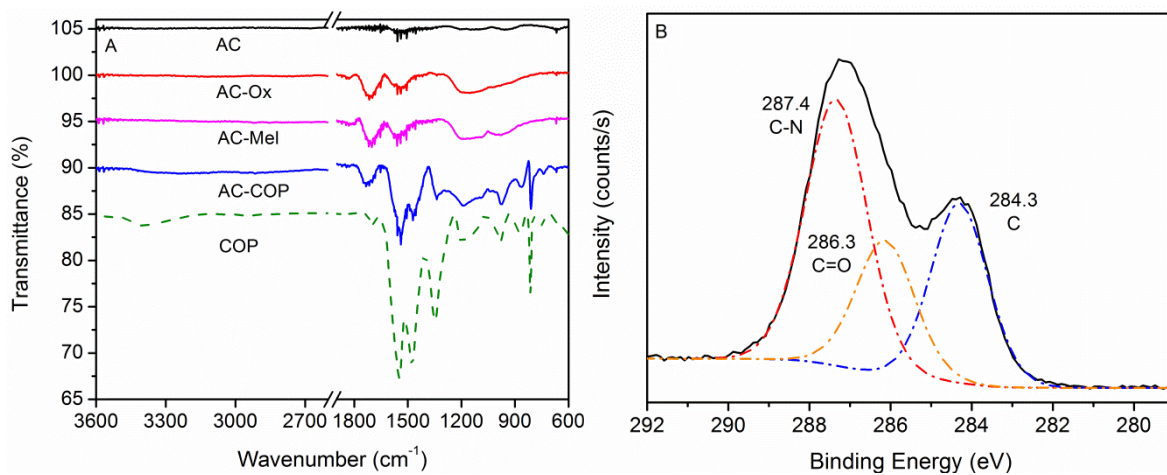 A
105
100
95
90
85
80
75
70
65
Transmittance (%)
AC
AC-Ox
AC-Mel
AC-COP
COP
3600 3300 3000 2700 1800 1500 1200 900 600
Wavenumber (cm-1)
B
287.4
C-N
286.3
C=O
284.3
C
Intensity (counts/s)
292 290 288 286 284 282 280
Binding Energy (eV)